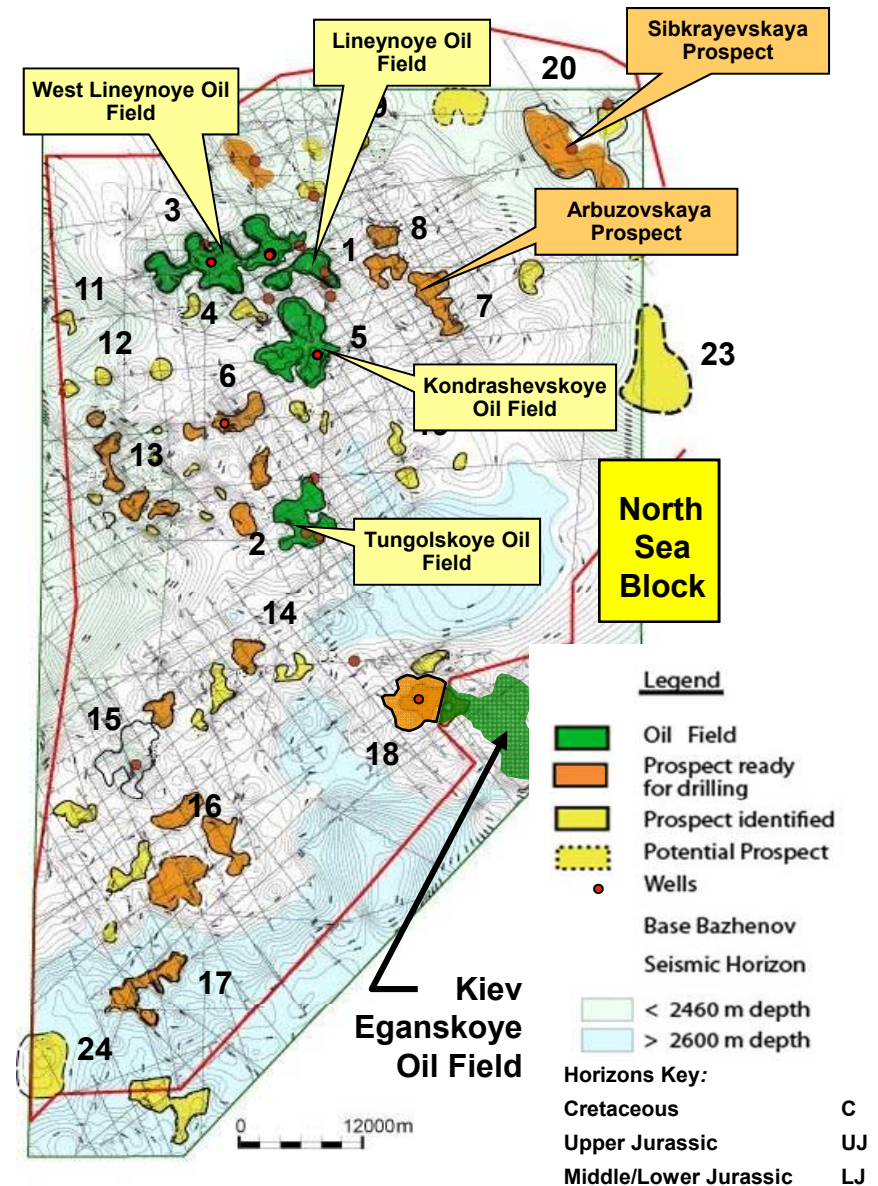 Sibkrayevskaya
Prospect
Lineynoye Oil
Field
20
West Lineynoye Oil
Field
9
3
8
Arbuzovskaya
Prospect
1
11
4
7
12
5
23
6
Kondrashevskoye
Oil Field
13
North
Sea
Block
2
Tungolskoye Oil
Field
14
Legend
15
18
Oil Field
Prospect ready
for drilling
16
Prospect identified
Potential Prospect
Wells
Base Bazhenov
Seismic Horizon
17
Kiev
Eganskoye
Oil Field
< 2460 m depth
> 2600 m depth
24
Horizons Key:
Cretaceous C
0 12000m
Upper Jurassic UJ
Middle/Lower Jurassic LJ